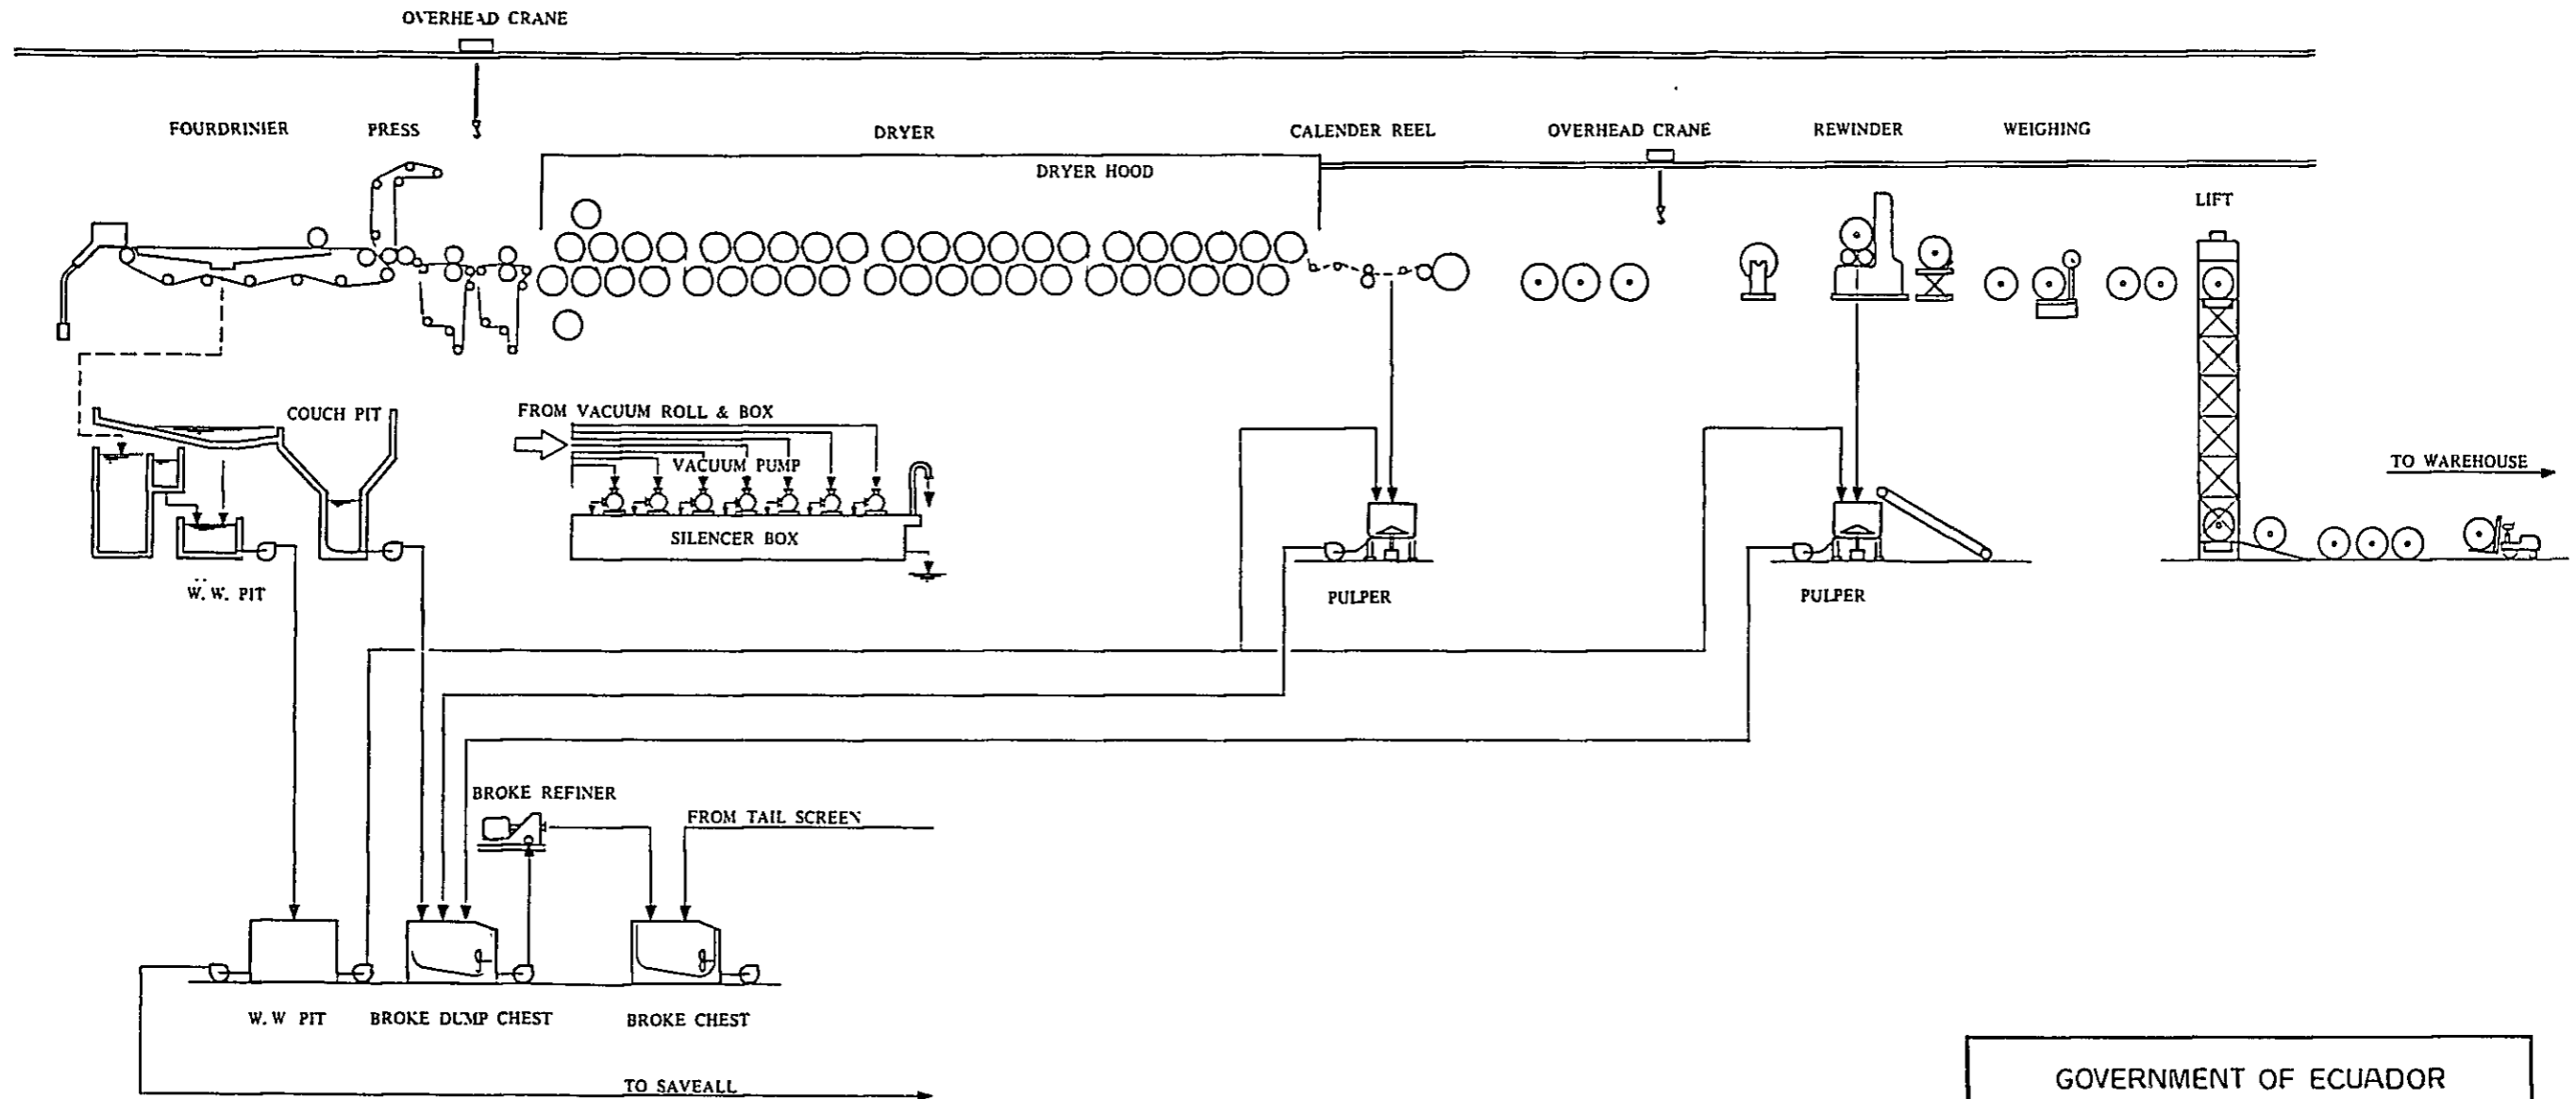 OVERHEAD CRANE
FOURDRINIER
PRESS
DRYER
CALENDER REEL
OVERHEAD CRANE
REWINDER
WEIGHING
DRYER HOOD
LIFT
COUCH PIT
FROM VACUUM ROLL & BOX
VACUUM PUMP
TO WAREHOUSE
SILENCER BOX
W.W. PIT
PULPER
PULPER
BROKE REFINER
FROM TAIL SCREEN
W.W PIT
BROKE DUMP CHEST
BROKE CHEST
TO SAVEALL
GOVERNMENT OF ECUADOR